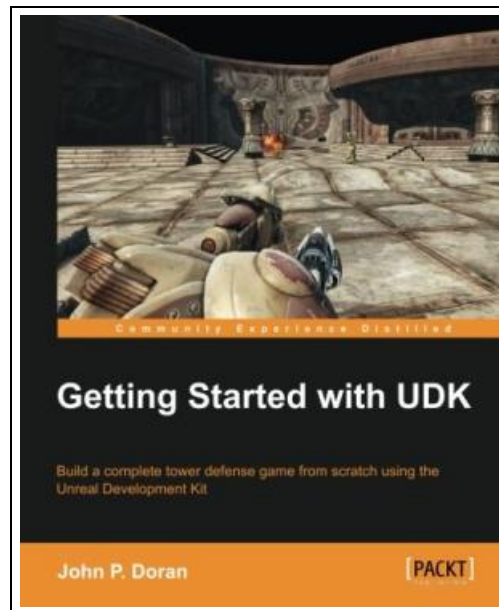 Community Experience Distilled
Getting Started with UDK
Build a complete tower defense game from scratch using the
Unreal Development Kit
John P. Doran
[PACKT]